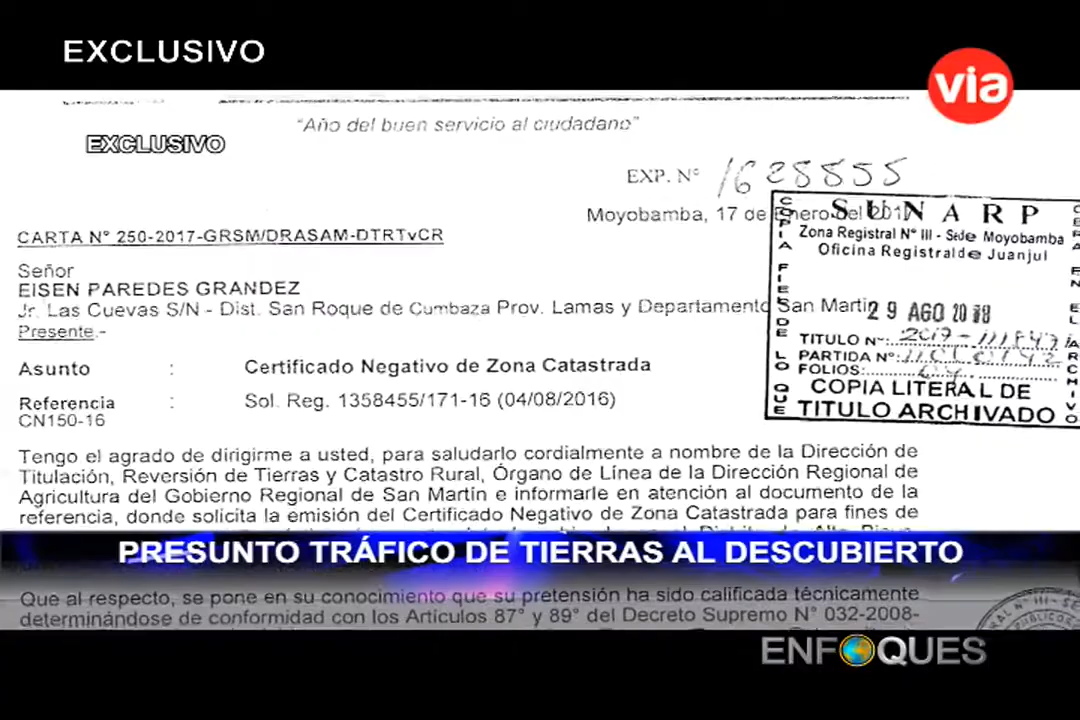 EXCLUSIVO
via
"Año del buen servicio al ciudadano"
EXCLUSIVO
EXP. N° 1628855
Moyobamba, 17 de Enero del
SUNARP
Zona Registral N° III - Sede Moyobamba
Oficina Registral de Juanjui
CARTA N° 250-2017-GRSM/DRASAM-DTRTyCR
Señor
EISEN PAREDES GRANDEZ
Jr. Las Cuevas S/N - Dist. San Roque de Cumbaza Prov. Lamas y Departamento San Martin
Presente.-
29 AGO 2018
TITULO N°: 2017-
PARTIDA N°:
FOLIOS:
COPIA LITERAL DE
TITULO ARCHIVADO
COPIA FIEL DE LO QUE
Asunto : Certificado Negativo de Zona Catastrada
Referencia : Sol. Reg. 1358455/171-16 (04/08/2016)
CN150-16
Tengo el agrado de dirigirme a usted, para saludarlo cordialmente a nombre de la Dirección de
Titulación, Reversión de Tierras y Catastro Rural, Órgano de Línea de la Dirección Regional de
Agricultura del Gobierno Regional de San Martín e informarle en atención al documento de la
referencia, donde solicita la emisión del Certificado Negativo de Zona Catastrada para fines de
PRESUNTO TRÁFICO DE TIERRAS AL DESCUBIERTO
Que al respecto, se pone en su conocimiento que su pretensión ha sido calificada técnicamente
determinándose de conformidad con los Artículos 87° y 89° del Decreto Supremo N° 032-2008-
ENFOQUES